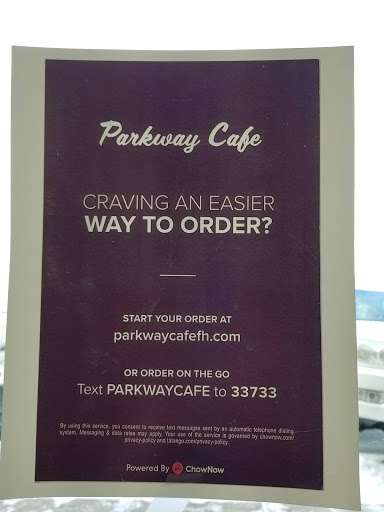 Parkway Cafe
CRAVING AN EASIER
WAY TO ORDER?
START YOUR ORDER AT
parkwaycafefh.com
OR ORDER ON THE GO
Text PARKWAYCAFE to 33733
By using this service, you consent to receive text messages sent by an automatic telephone dialing
system. Messaging & data rates may apply. Your use of the service is governed by chownow.com/
privacy-policy and tatango.com/privacy-policy.
Powered By ChowNow